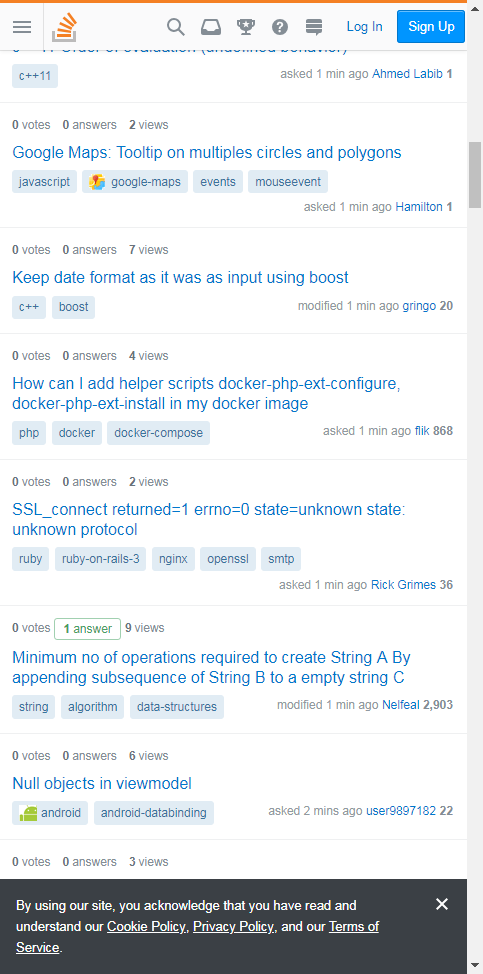 Log In Sign Up
c++11
asked 1 min ago Ahmed Labib 1
0 votes 0 answers 2 views
Google Maps: Tooltip on multiples circles and polygons
javascript google-maps events mouseevent
asked 1 min ago Hamilton 1
0 votes 0 answers 7 views
Keep date format as it was as input using boost
c++ boost
modified 1 min ago gringo 20
0 votes 0 answers 4 views
How can I add helper scripts docker-php-ext-configure,
docker-php-ext-install in my docker image
php docker docker-compose
asked 1 min ago flik 868
0 votes 0 answers 2 views
SSL_connect returned=1 errno=0 state=unknown state:
unknown protocol
ruby ruby-on-rails-3 nginx openssl smtp
asked 1 min ago Rick Grimes 36
0 votes 1 answer 9 views
Minimum no of operations required to create String A By
appending subsequence of String B to a empty string C
string algorithm data-structures
modified 1 min ago Nelfeal 2,903
0 votes 0 answers 6 views
Null objects in viewmodel
android android-databinding
asked 2 mins ago user9897182 22
0 votes 0 answers 3 views
By using our site, you acknowledge that you have read and
understand our Cookie Policy, Privacy Policy, and our Terms of
Service.